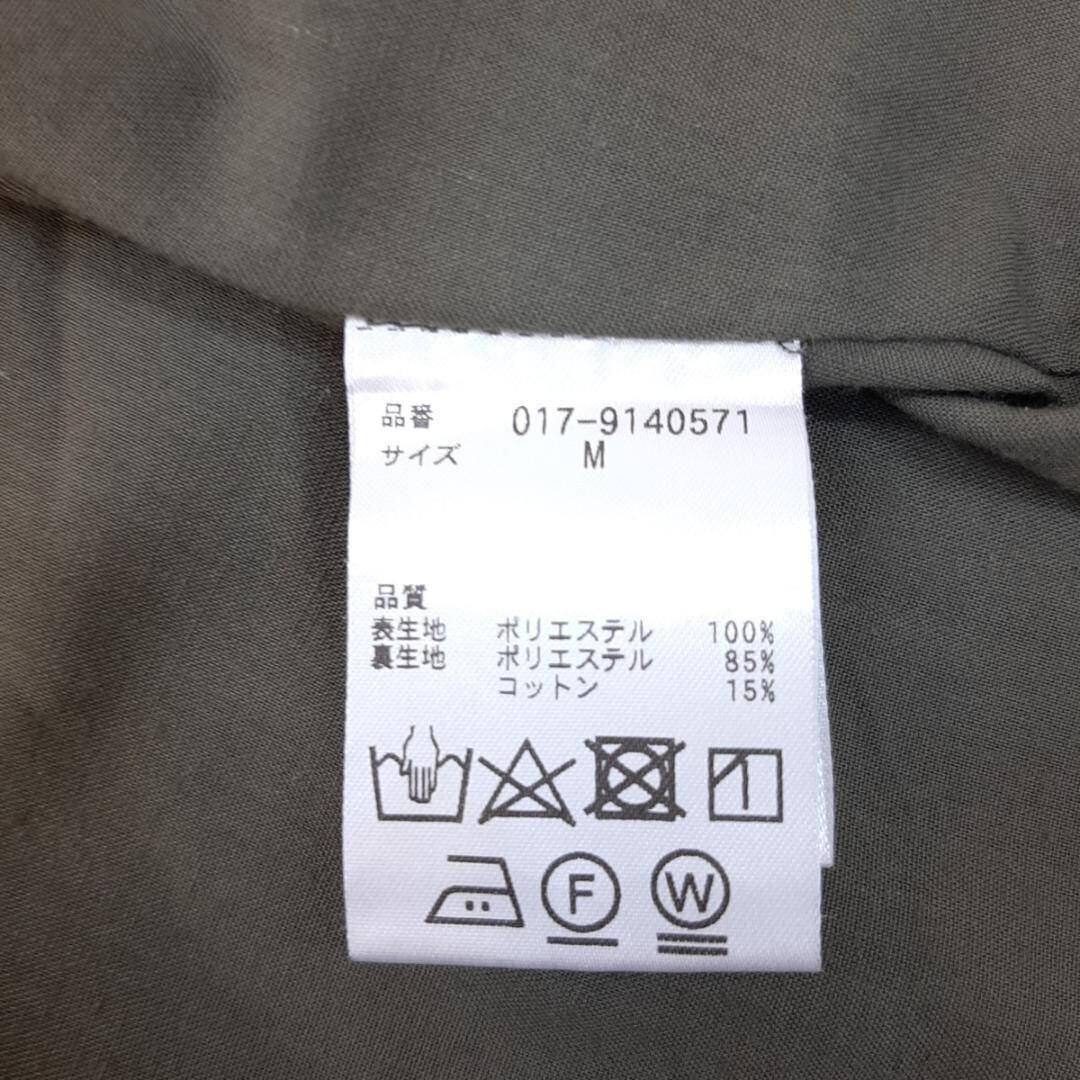 品番 017-9140571
サイズ M
品質
表生地 ポリエステル 100%
裏生地 ポリエステル 85%
コットン 15%
F W